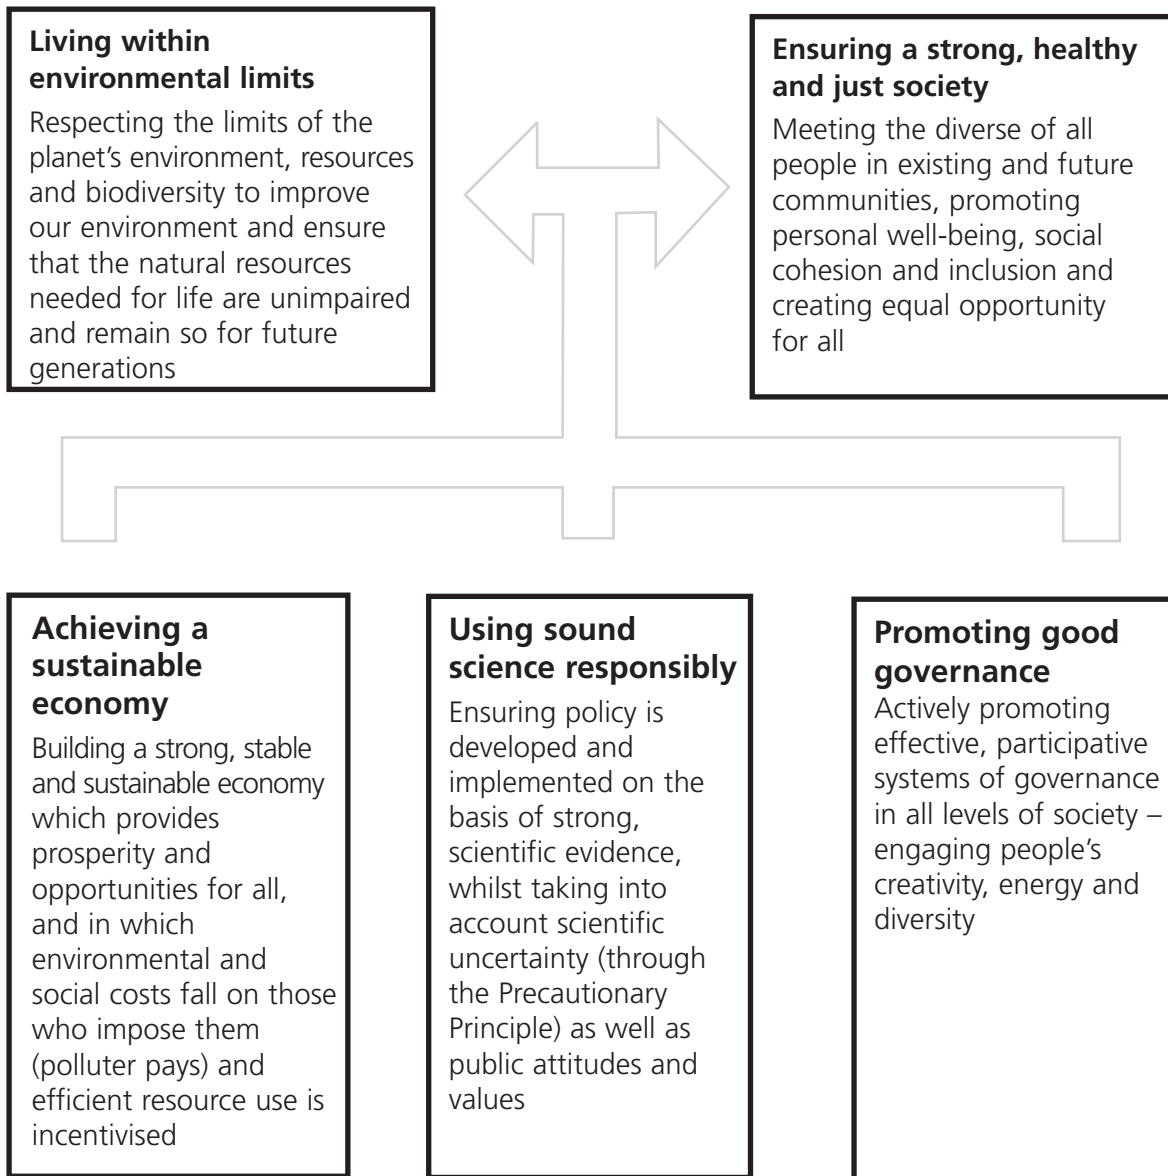 Living within
environmental limits
Respecting the limits of the
planet's environment, resources
and biodiversity to improve
our environment and ensure
that the natural resources
needed for life are unimpaired
and remain so for future
generations
Ensuring a strong, healthy
and just society
Meeting the diverse of all
people in existing and future
communities, promoting
personal well-being, social
cohesion and inclusion and
creating equal opportunity
for all
Achieving a
sustainable
economy
Building a strong, stable
and sustainable economy
which provides
prosperity and
opportunities for all,
and in which
environmental and
social costs fall on those
who impose them
(polluter pays) and
efficient resource use is
incentivised
Using sound
science responsibly
Ensuring policy is
developed and
implemented on the
basis of strong,
scientific evidence,
whilst taking into
account scientific
uncertainty (through
the Precautionary
Principle) as well as
public attitudes and
values
Promoting good
governance
Actively promoting
effective, participative
systems of governance
in all levels of society –
engaging people's
creativity, energy and
diversity